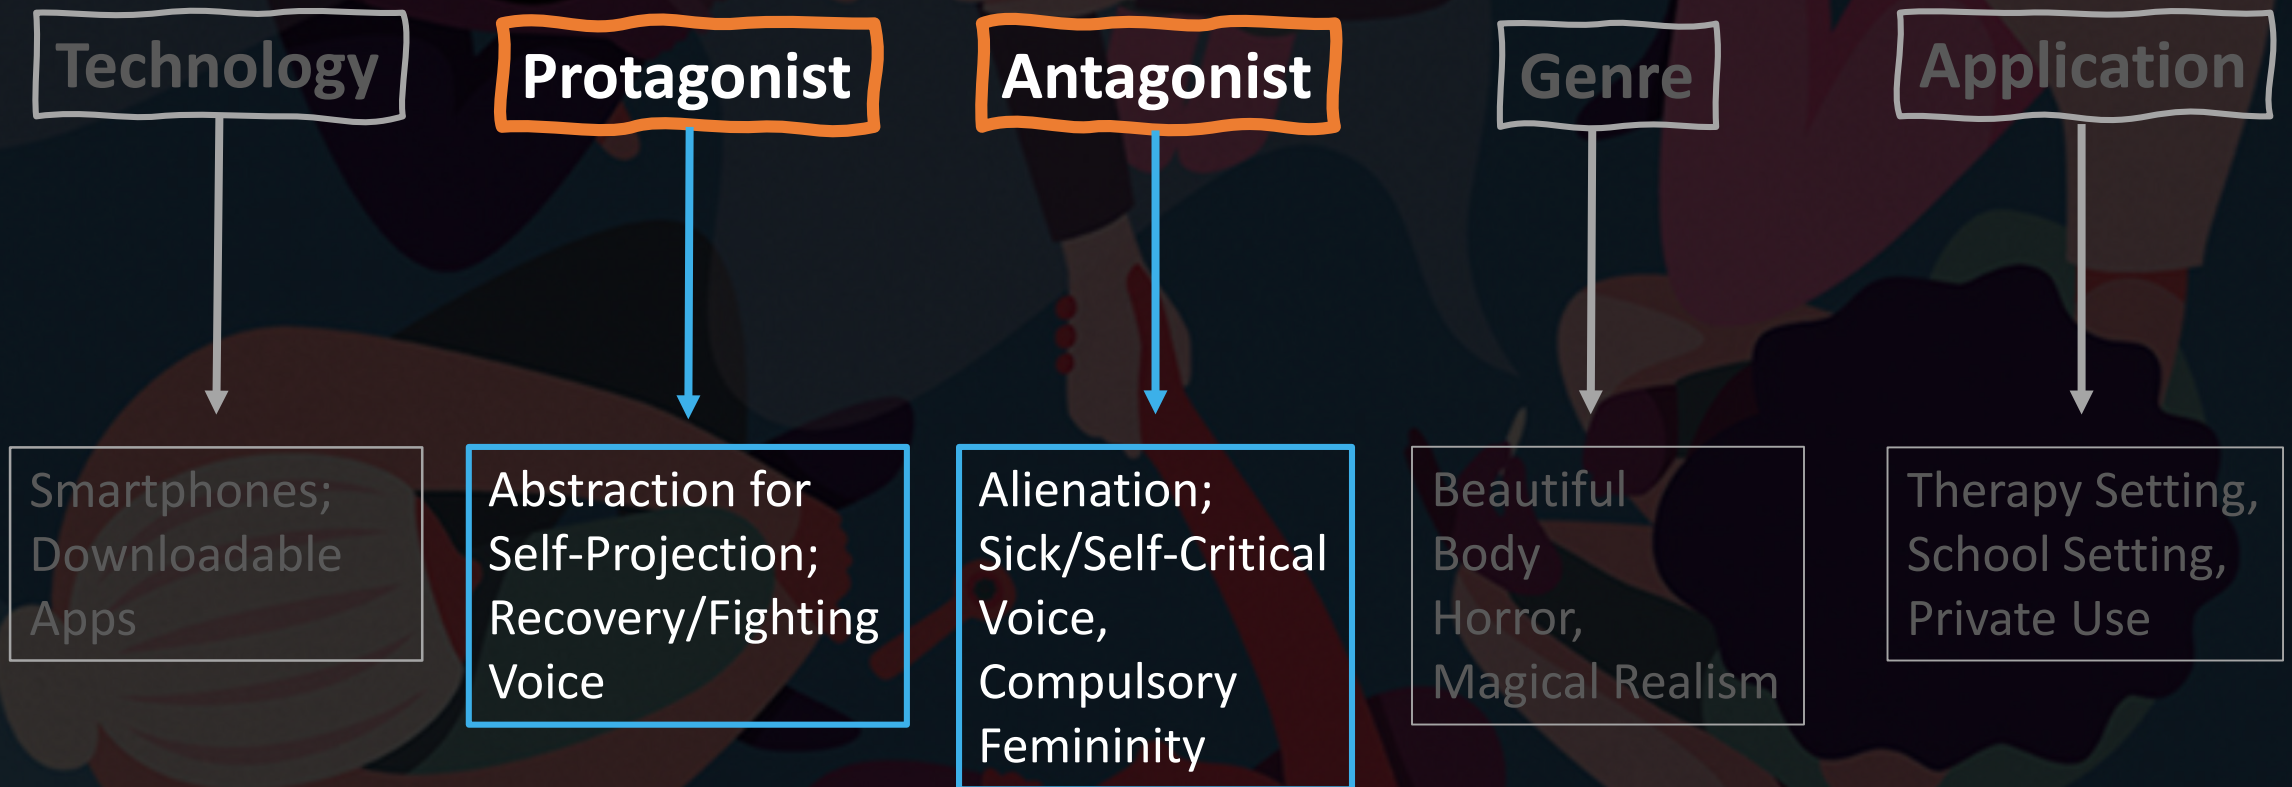 Technology
Protagonist
Antagonist
Genre
Application
Smartphones;
Downloadable
Apps
Abstraction for
Self-Projection;
Recovery/Fighting
Voice
Alienation;
Sick/Self-Critical
Voice,
Compulsory
Femininity
Beautiful
Body
Horror,
Magical Realism
Therapy Setting,
School Setting,
Private Use